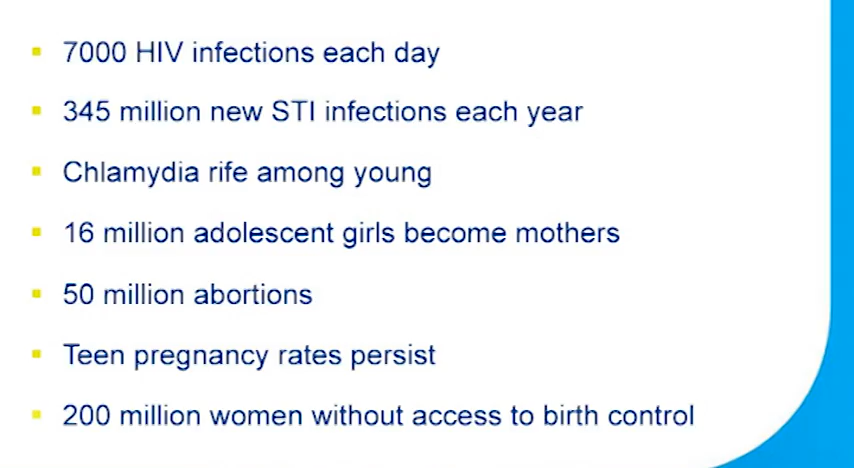 7000 HIV infections each day
345 million new STI infections each year
Chlamydia rife among young
16 million adolescent girls become mothers
50 million abortions
Teen pregnancy rates persist
200 million women without access to birth control